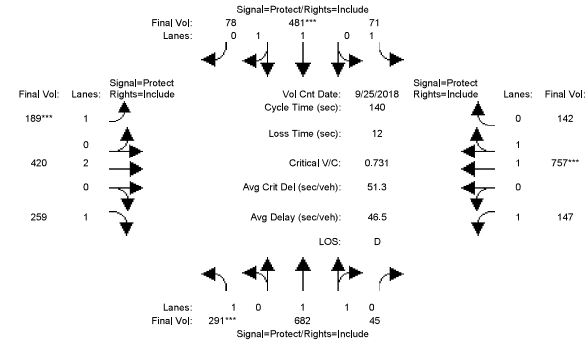 Signal=Protect/Rights=Include
Final Vol: 78 481*** 71
Lanes: 0 1 1 0 1
Signal=Protect
Final Vol: Lanes: Rights=Include
Vol Cnt Date: 9/25/2018
Signal=Protect
Rights=Include Lanes: Final Vol:
Cycle Time (sec): 140
189*** 1
0 142
Loss Time (sec): 12
0
1
420 2
Critical V/C: 0.731
1 757***
0
Avg Crit Del (sec/veh): 51.3
0
259 1
Avg Delay (sec/veh): 46.5
1 147
LOS: D
Lanes: 1 0 1 1 0
Final Vol: 291*** 682 45
Signal=Protect/Rights=Include